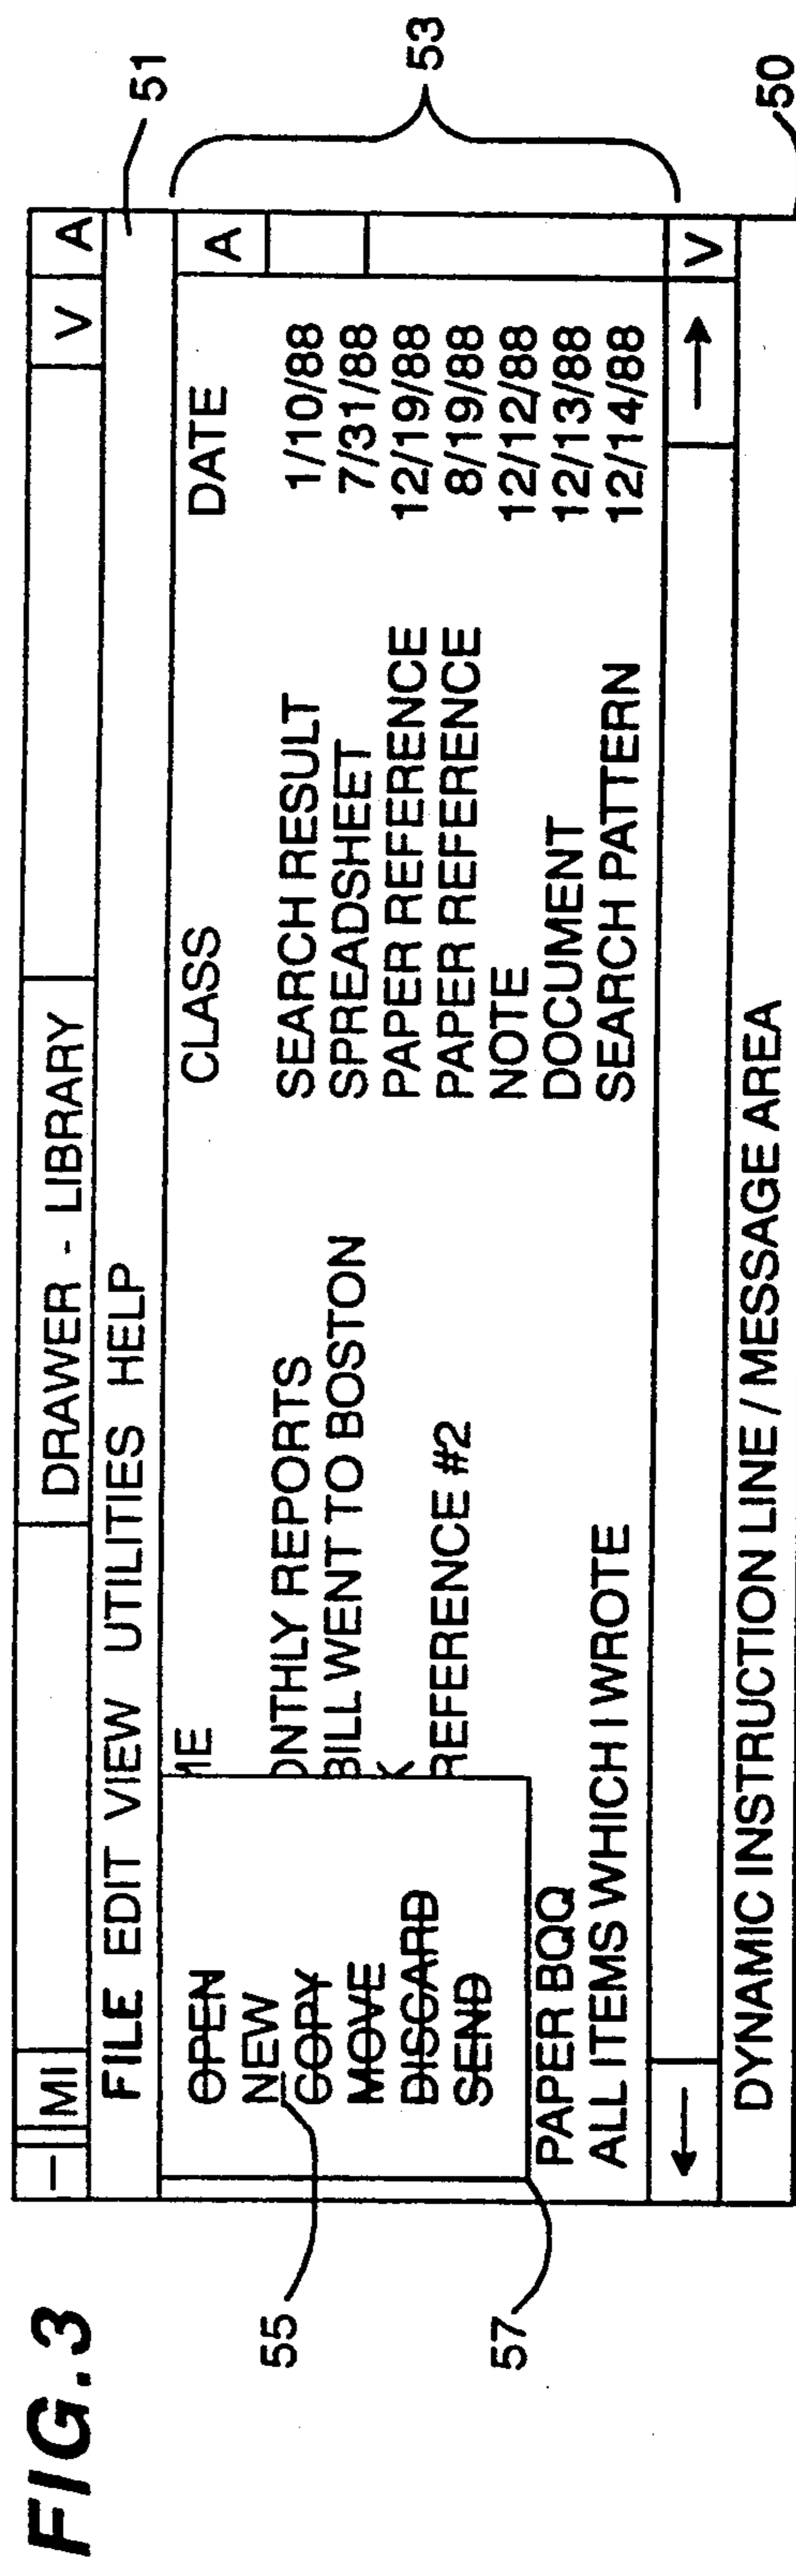 FIG.3
— MI DRAWER - LIBRARY V A
51
FILE EDIT VIEW UTILITIES HELP
CLASS DATE A
OPEN
NEW ONTHLY REPORTS SEARCH RESULT 1/10/88
COPY BILL WENT TO BOSTON SPREADSHEET 7/31/88
MOVE K PAPER REFERENCE 12/19/88
DISCARD REFERENCE #2 PAPER REFERENCE 8/19/88
SEND NOTE 12/12/88
PAPER BQQ DOCUMENT 12/13/88
ALL ITEMS WHICH I WROTE SEARCH PATTERN 12/14/88
← → V
DYNAMIC INSTRUCTION LINE / MESSAGE AREA
53
50
55
57